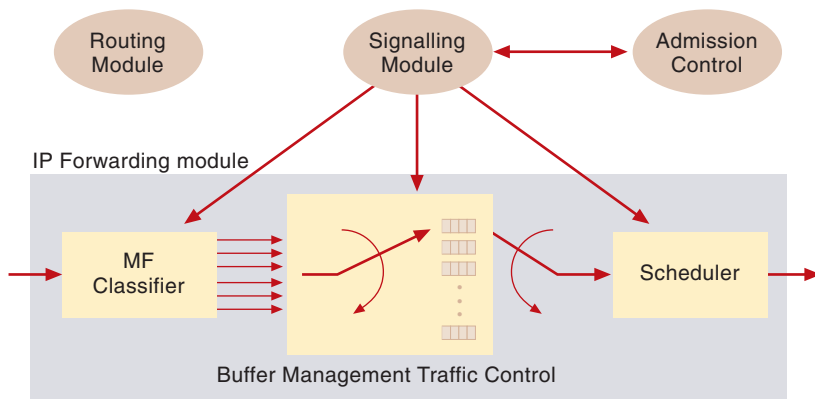 Routing
Module
Signalling
Module
Admission
Control
IP Forwarding module
MF
Classifier
Scheduler
Buffer Management Traffic Control